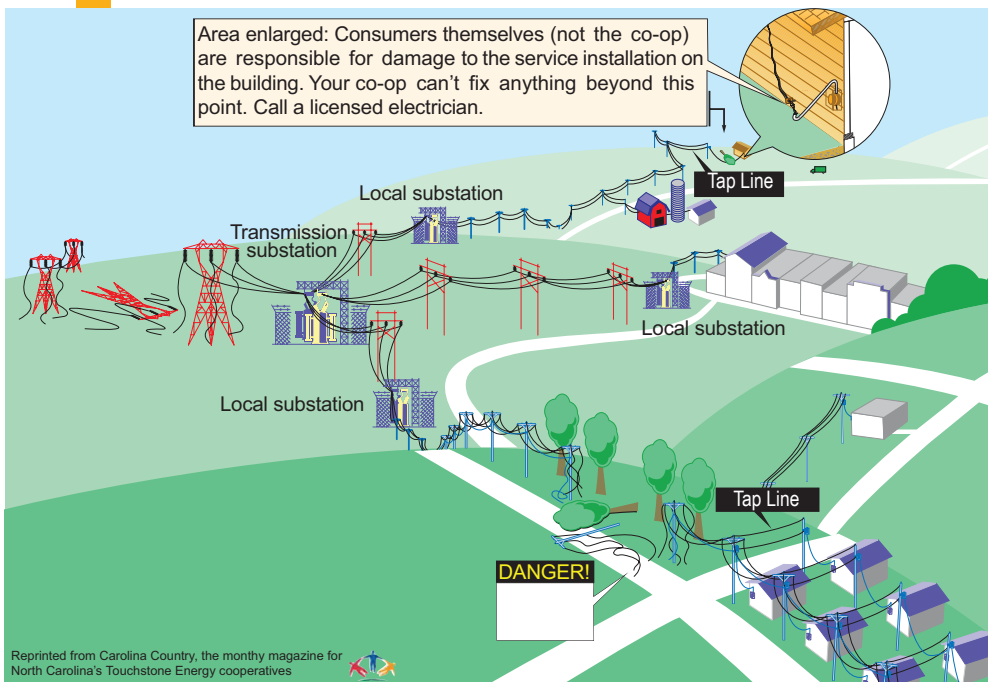 Area enlarged: Consumers themselves (not the co-op)
are responsible for damage to the service installation on
the building. Your co-op can’t fix anything beyond this
point. Call a licensed electrician.
Tap Line
Local substation
Transmission
substation
Local substation
Local substation
Tap Line
DANGER!
Reprinted from Carolina Country, the monthy magazine for
North Carolina’s Touchstone Energy cooperatives